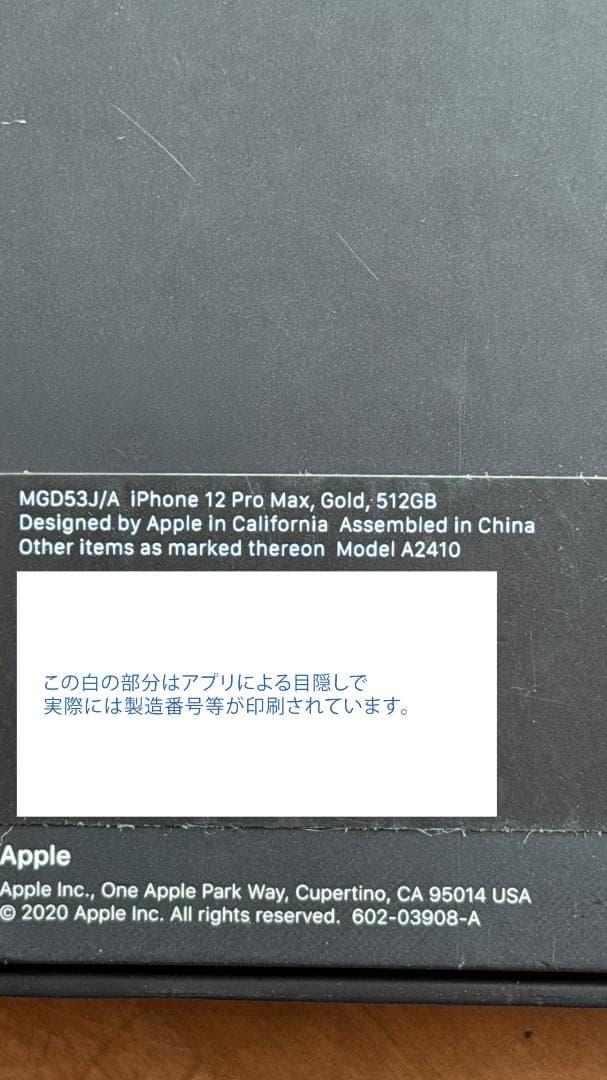 MGD53J/A iPhone 12 Pro Max, Gold, 512GB
Designed by Apple in California Assembled in China
Other items as marked thereon Model A2410
この白の部分はアプリによる目隠しで
実際には製造番号等が印刷されています。
Apple
Apple Inc., One Apple Park Way, Cupertino, CA 95014 USA
© 2020 Apple Inc. All rights reserved. 602-03908-A